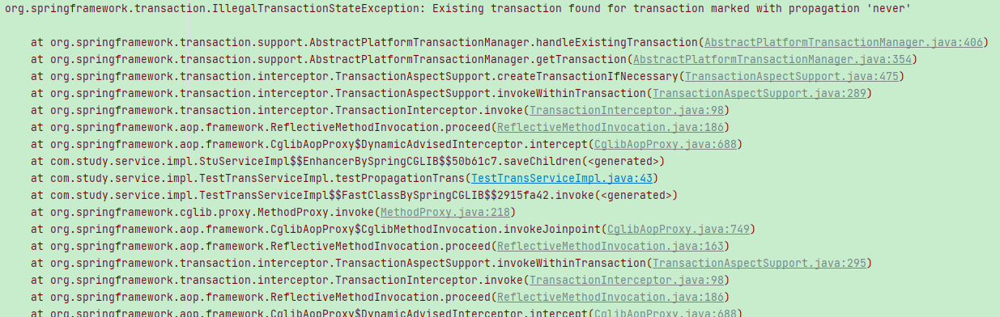 org.springframework.transaction.IllegalTransactionStateException: Existing transaction found for transaction marked with propagation 'never'
at org.springframework.transaction.support.AbstractPlatformTransactionManager.handleExistingTransaction(AbstractPlatformTransactionManager.java:406)
at org.springframework.transaction.support.AbstractPlatformTransactionManager.getTransaction(AbstractPlatformTransactionManager.java:354)
at org.springframework.transaction.interceptor.TransactionAspectSupport.createTransactionIfNecessary(TransactionAspectSupport.java:475)
at org.springframework.transaction.interceptor.TransactionAspectSupport.invokeWithinTransaction(TransactionAspectSupport.java:289)
at org.springframework.transaction.interceptor.TransactionInterceptor.invoke(TransactionInterceptor.java:98)
at org.springframework.aop.framework.ReflectiveMethodInvocation.proceed(ReflectiveMethodInvocation.java:186)
at org.springframework.aop.framework.CglibAopProxy$DynamicAdvisedInterceptor.intercept(CglibAopProxy.java:688)
at com.study.service.impl.StuServiceImpl$$EnhancerBySpringCGLIB$$50b61c7.saveChildren(<generated>)
at com.study.service.impl.TestTransServiceImpl.testPropagationTrans(TestTransServiceImpl.java:43)
at com.study.service.impl.TestTransServiceImpl$$FastClassBySpringCGLIB$$2915fa42.invoke(<generated>)
at org.springframework.cglib.proxy.MethodProxy.invoke(MethodProxy.java:218)
at org.springframework.aop.framework.CglibAopProxy$CglibMethodInvocation.invokeJoinpoint(CglibAopProxy.java:749)
at org.springframework.aop.framework.ReflectiveMethodInvocation.proceed(ReflectiveMethodInvocation.java:163)
at org.springframework.transaction.interceptor.TransactionAspectSupport.invokeWithinTransaction(TransactionAspectSupport.java:295)
at org.springframework.transaction.interceptor.TransactionInterceptor.invoke(TransactionInterceptor.java:98)
at org.springframework.aop.framework.ReflectiveMethodInvocation.proceed(ReflectiveMethodInvocation.java:186)
at org.springframework.aop.framework.CglibAopProxy$DynamicAdvisedInterceptor.intercept(CglibAopProxy.java:688)